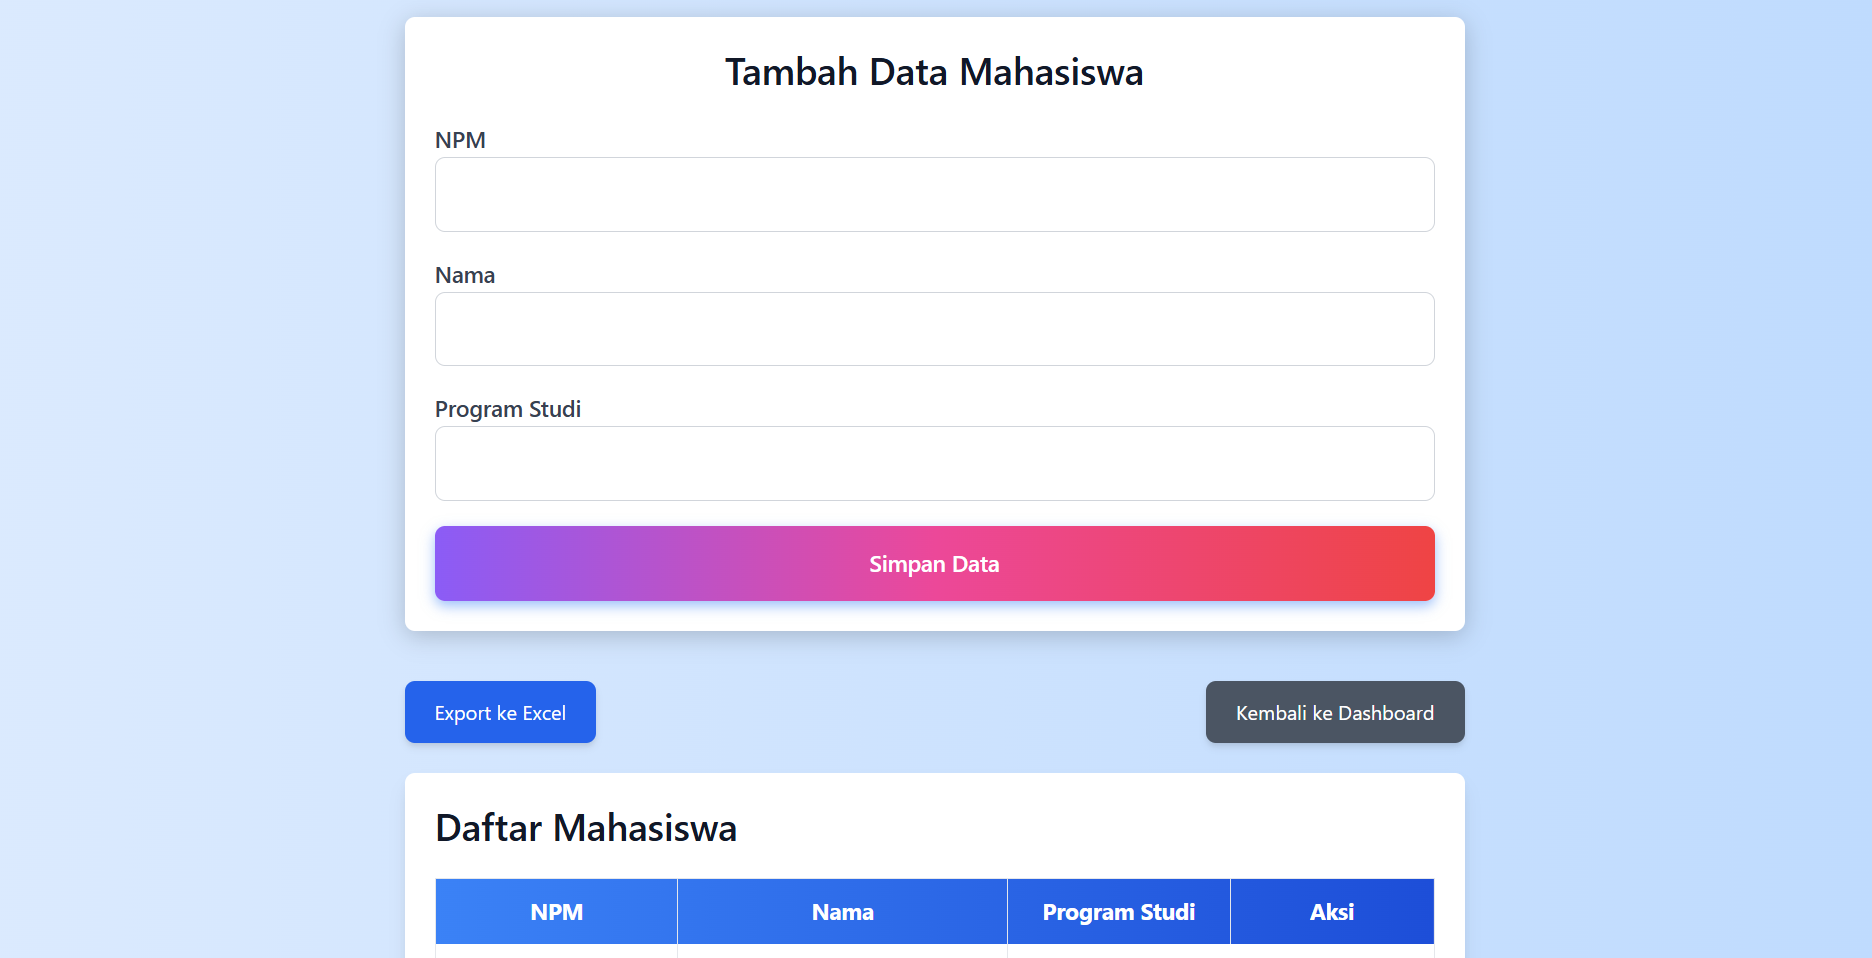 Tambah Data Mahasiswa
NPM
Nama
Program Studi
Simpan Data
Export ke Excel
Kembali ke Dashboard
Daftar Mahasiswa
NPM Nama Program Studi Aksi